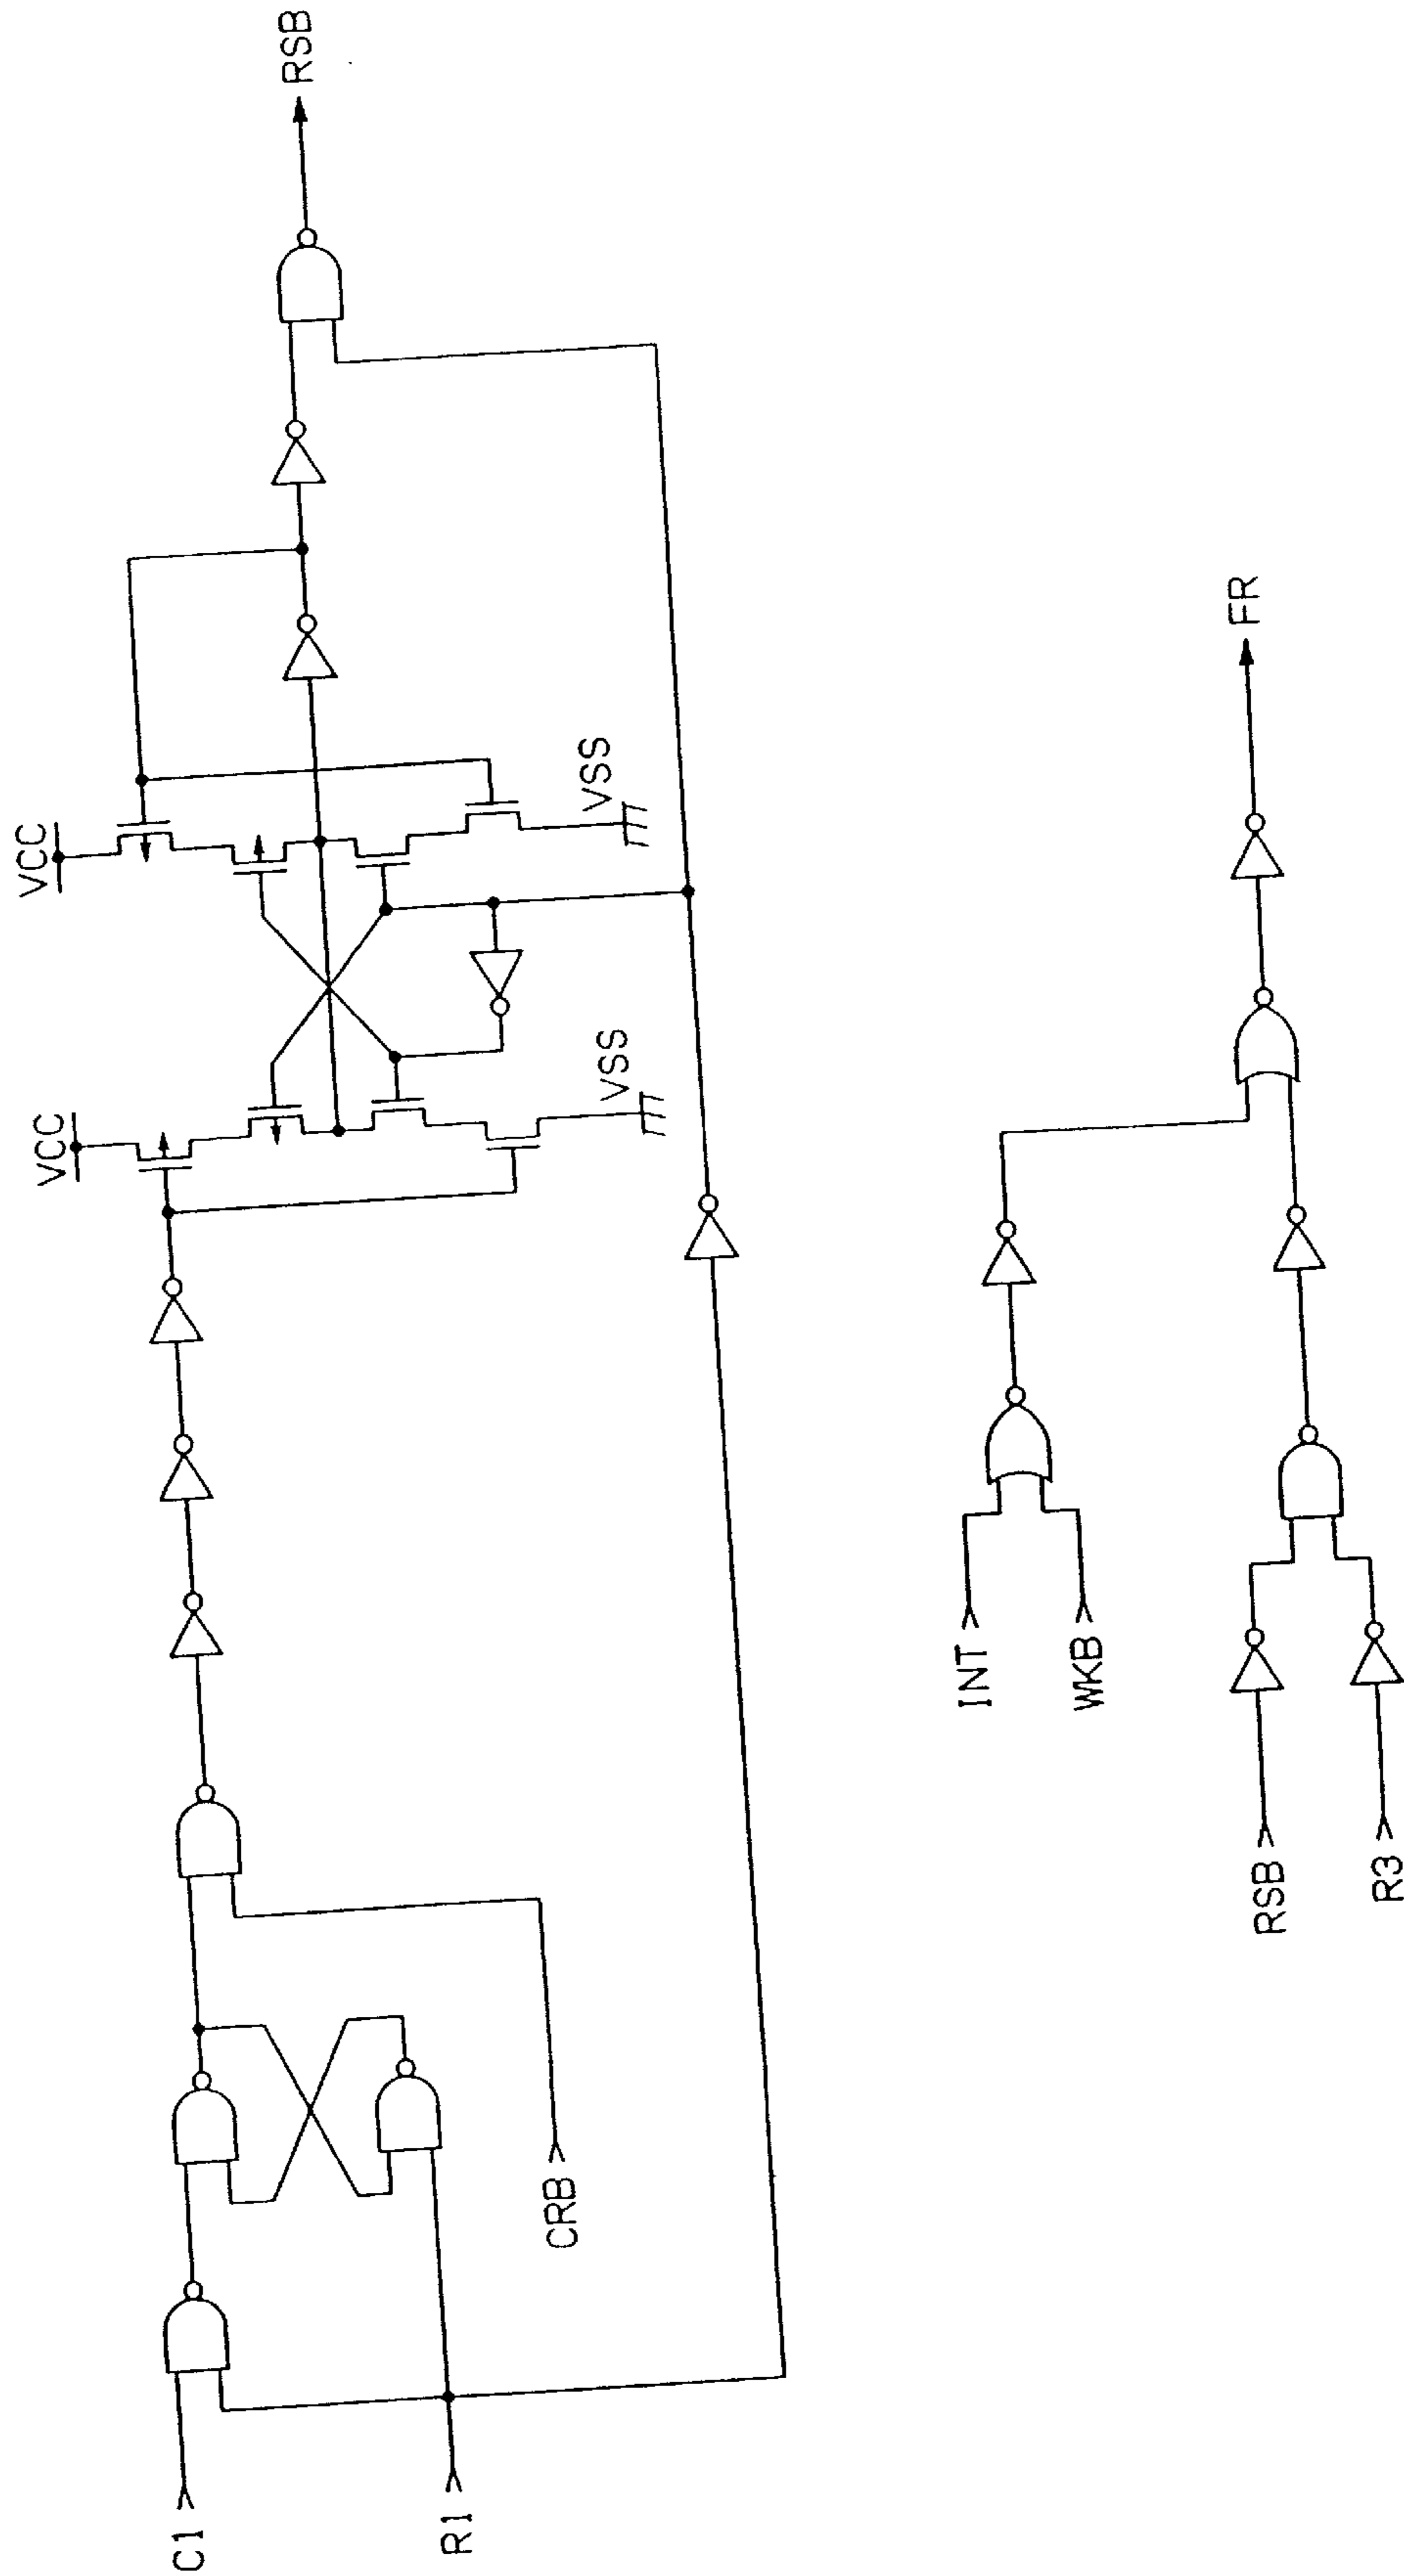 C1
R1
CRB
VCC
VSS
VCC
VSS
RSB
INT
WKB
RSB
R3
FR